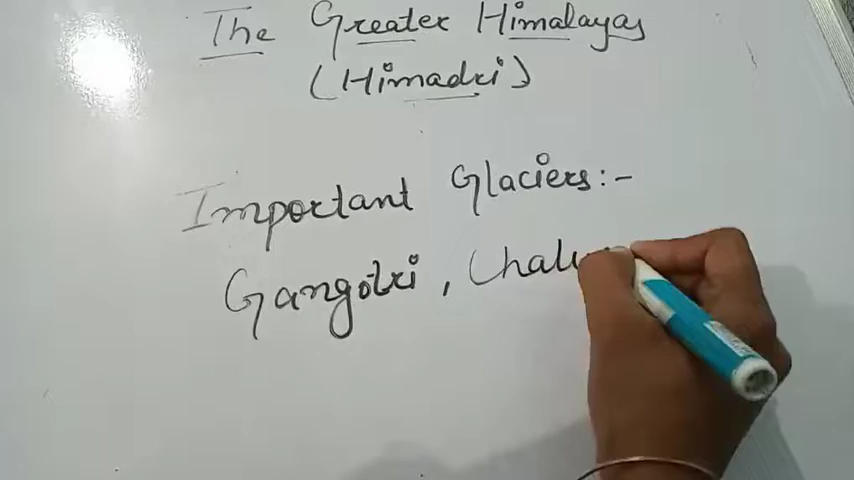 The Greater Himalayas
(Himadri)
Important Glaciers:-
Gangotri,